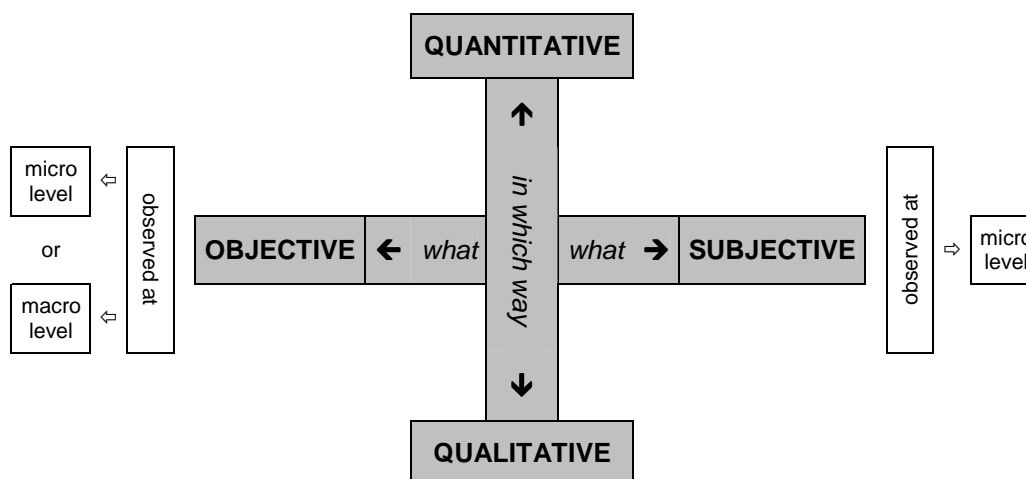 QUANTITATIVE
micro
level
or
macro
level
observed at
OBJECTIVE
what
in which way
what
SUBJECTIVE
observed at
micro
level
QUALITATIVE